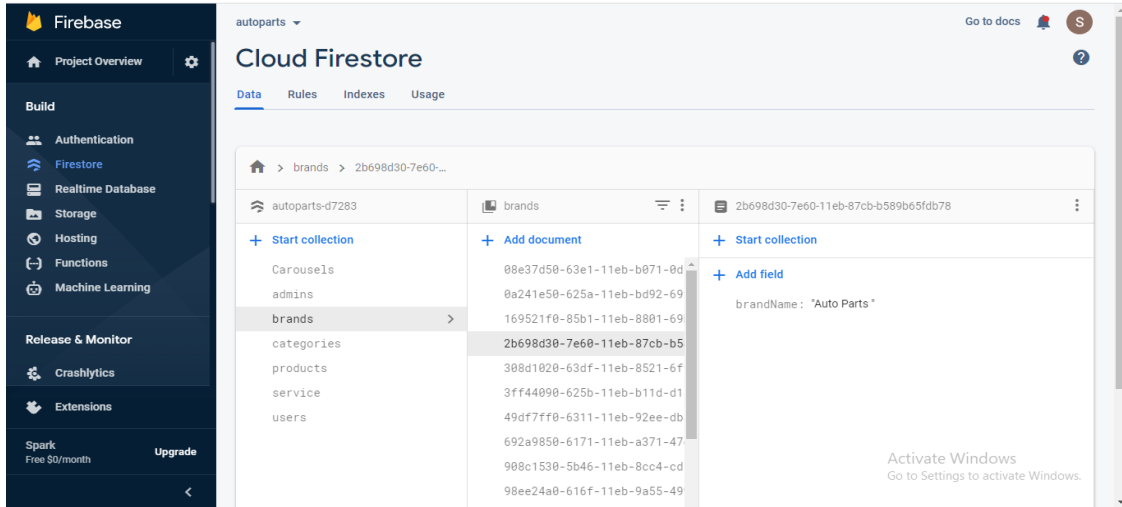 Firebase
Project Overview
Build
Authentication
Firestore
Realtime Database
Storage
Hosting
Functions
Machine Learning
Release & Monitor
Crashlytics
Extensions
Spark
Free $0/month
Upgrade
autoparts
Go to docs
S
Cloud Firestore
Data Rules Indexes Usage
brands > 2b698d30-7e60-...
autoparts-d7283
+ Start collection
Carousels
admins
brands
categories
products
service
users
brands
+ Add document
08e37d50-63e1-11eb-b071-0d
0a241e50-625a-11eb-bd92-69
169521f0-85b1-11eb-8801-69
2b698d30-7e60-11eb-87cb-b5
308d1020-63df-11eb-8521-6f
3ff44090-625b-11eb-b11d-d1
49df7ff0-6311-11eb-92ee-db
692a9850-6171-11eb-a371-47
908c1530-5b46-11eb-8cc4-cd
98ee24a0-616f-11eb-9a55-49
2b698d30-7e60-11eb-87cb-b589b65fdb78
+ Start collection
+ Add field
brandName: "Auto Parts "
Activate Windows
Go to Settings to activate Windows.